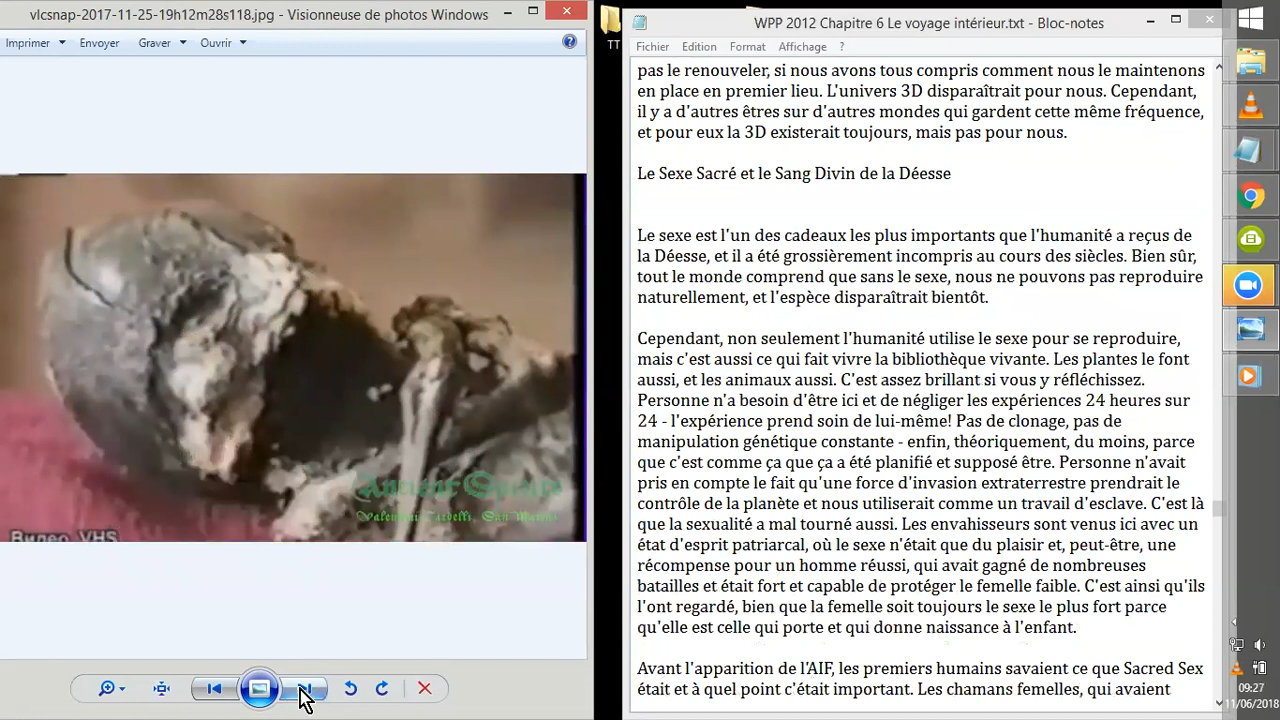 vlcsnap-2017-11-25-19h12m28s118.jpg - Visionneuse de photos Windows
Imprimer Envoyer Graver Ouvrir
Ancient Spirits
Video VHS
TT
WPP 2012 Chapitre 6 Le voyage intérieur.txt - Bloc-notes
Fichier Edition Format Affichage ?
pas le renouveler, si nous avons tous compris comment nous le maintenons
en place en premier lieu. L'univers 3D disparaîtrait pour nous. Cependant,
il y a d'autres êtres sur d'autres mondes qui gardent cette même fréquence,
et pour eux la 3D existerait toujours, mais pas pour nous.
Le Sexe Sacré et le Sang Divin de la Déesse
Le sexe est l'un des cadeaux les plus importants que l'humanité a reçus de
la Déesse, et il a été grossièrement incompris au cours des siècles. Bien sûr,
tout le monde comprend que sans le sexe, nous ne pouvons pas reproduire
naturellement, et l'espèce disparaîtrait bientôt.
Cependant, non seulement l'humanité utilise le sexe pour se reproduire,
mais c'est aussi ce qui fait vivre la bibliothèque vivante. Les plantes le font
aussi, et les animaux aussi. C'est assez brillant si vous y réfléchissez.
Personne n'a besoin d'être ici et de négliger les expériences 24 heures sur
24 - l'expérience prend soin de lui-même! Pas de clonage, pas de
manipulation génétique constante - enfin, théoriquement, du moins, parce
que c'est comme ça que ça a été planifié et supposé être. Personne n'avait
pris en compte le fait qu'une force d'invasion extraterrestre prendrait le
contrôle de la planète et nous utiliserait comme un travail d'esclave. C'est là
que la sexualité a mal tourné aussi. Les envahisseurs sont venus ici avec un
état d'esprit patriarcal, où le sexe n'était que du plaisir et, peut-être, une
récompense pour un homme réussi, qui avait gagné de nombreuses
batailles et était fort et capable de protéger le femelle faible. C'est ainsi qu'ils
l'ont regardé, bien que la femelle soit toujours le sexe le plus fort parce
qu'elle est celle qui porte et qui donne naissance à l'enfant.
Avant l'apparition de l'AIF, les premiers humains savaient ce que Sacred Sex
était et à quel point c'était important. Les chamans femelles, qui avaient
09:27
11/06/2018